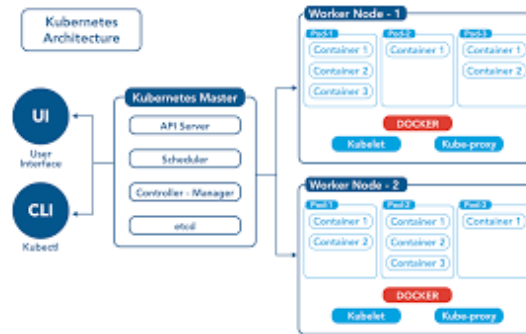 Kubernetes
Architecture
UI
User
Interface
CLI
Kubectl
Kubernetes Master
API Server
Scheduler
Controller - Manager
etcd
Worker Node - 1
Pod-1
Container 1
Container 2
Container 3
Pod-2
Container 1
Pod-3
Container 1
Container 2
DOCKER
Kubelet
Kube-proxy
Worker Node - 2
Pod-1
Container 1
Container 2
Pod-2
Container 1
Container 2
Container 3
Pod-3
Container 1
DOCKER
Kubelet
Kube-proxy